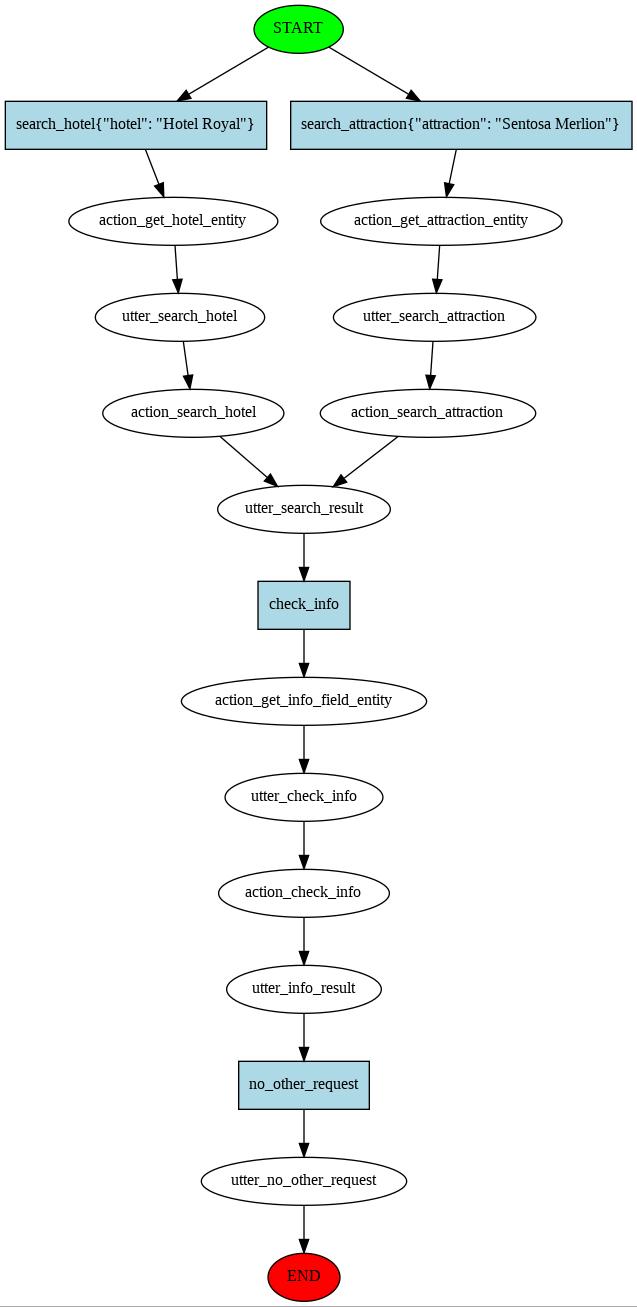 START
search_hotel{"hotel": "Hotel Royal"}
search_attraction{"attraction": "Sentosa Merlion"}
action_get_hotel_entity
action_get_attraction_entity
utter_search_hotel
utter_search_attraction
action_search_hotel
action_search_attraction
utter_search_result
check_info
action_get_info_field_entity
utter_check_info
action_check_info
utter_info_result
no_other_request
utter_no_other_request
END